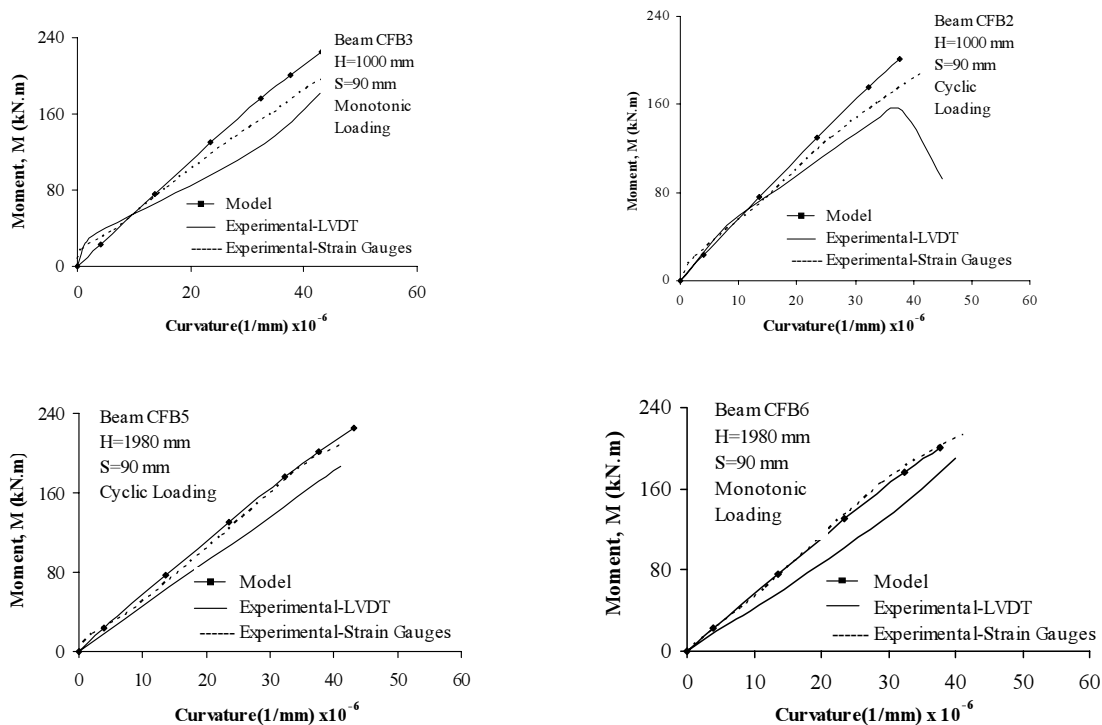 240
160
80
0
0
20
40
60
Moment, M (kN.m)
Curvature(1/mm) x10-6
Beam CFB3
H=1000 mm
S=90 mm
Monotonic
Loading
Model
Experimental-LVDT
Experimental-Strain Gauges
240
160
80
0
0
10
20
30
40
50
60
Moment, M (kN.m)
Curvature(1/mm) x10-6
Beam CFB2
H=1000 mm
S=90 mm
Cyclic
Loading
Model
Experimental-LVDT
Experimental-Strain Gauges
240
160
80
0
0
10
20
30
40
50
60
Moment, M (kN.m)
Curvature(1/mm) x10-6
Beam CFB5
H=1980 mm
S=90 mm
Cyclic Loading
Model
Experimental-LVDT
Experimental-Strain Gauges
240
160
80
0
0
10
20
30
40
50
60
Moment, M (kN.m)
Curvature(1/mm) x 10-6
Beam CFB6
H=1980 mm
S=90 mm
Monotonic
Loading
Model
Experimental-LVDT
Experimental-Strain Gauges